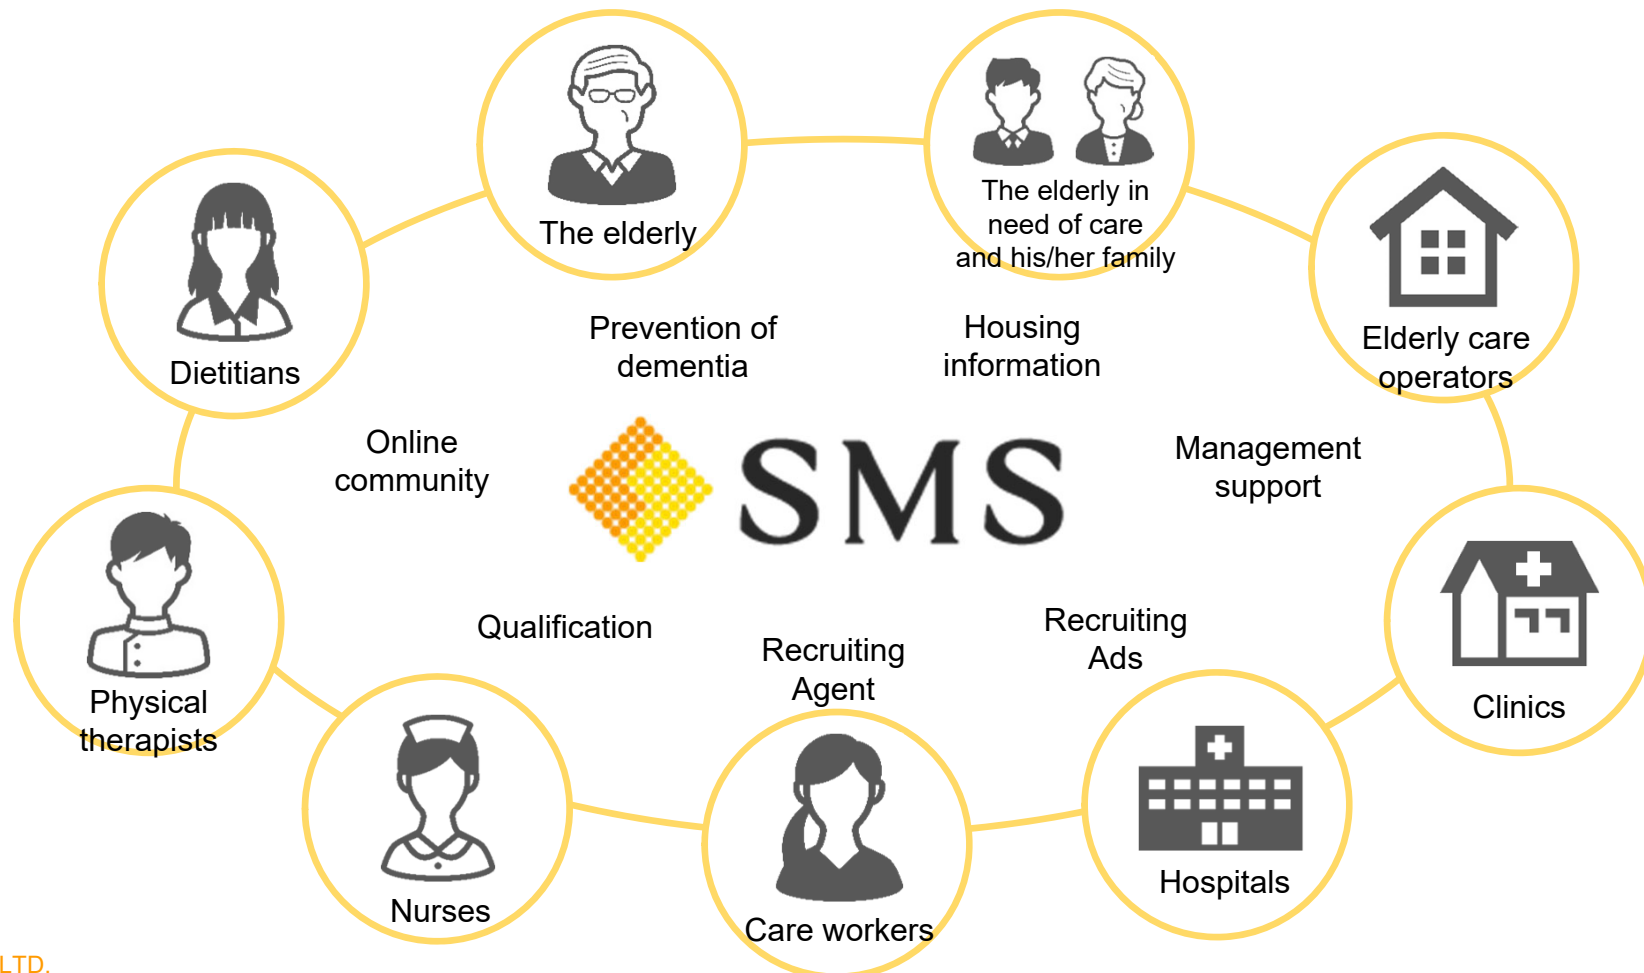 The elderly
The elderly in
need of care
and his/her family
Elderly care
operators
Dietitians
Prevention of
dementia
Housing
information
Online
community
SMS
Management
support
Physical
therapists
Qualification
Recruiting
Agent
Recruiting
Ads
Clinics
Nurses
Care workers
Hospitals
LTD.